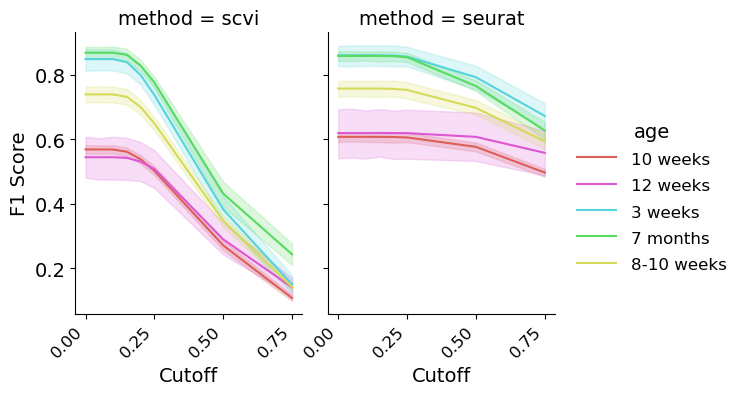 method = scvi
method = seurat
F1 Score
0.8
0.6
0.4
0.2
0.00
0.25
0.50
0.75
0.00
0.25
0.50
0.75
Cutoff
Cutoff
age
10 weeks
12 weeks
3 weeks
7 months
8-10 weeks